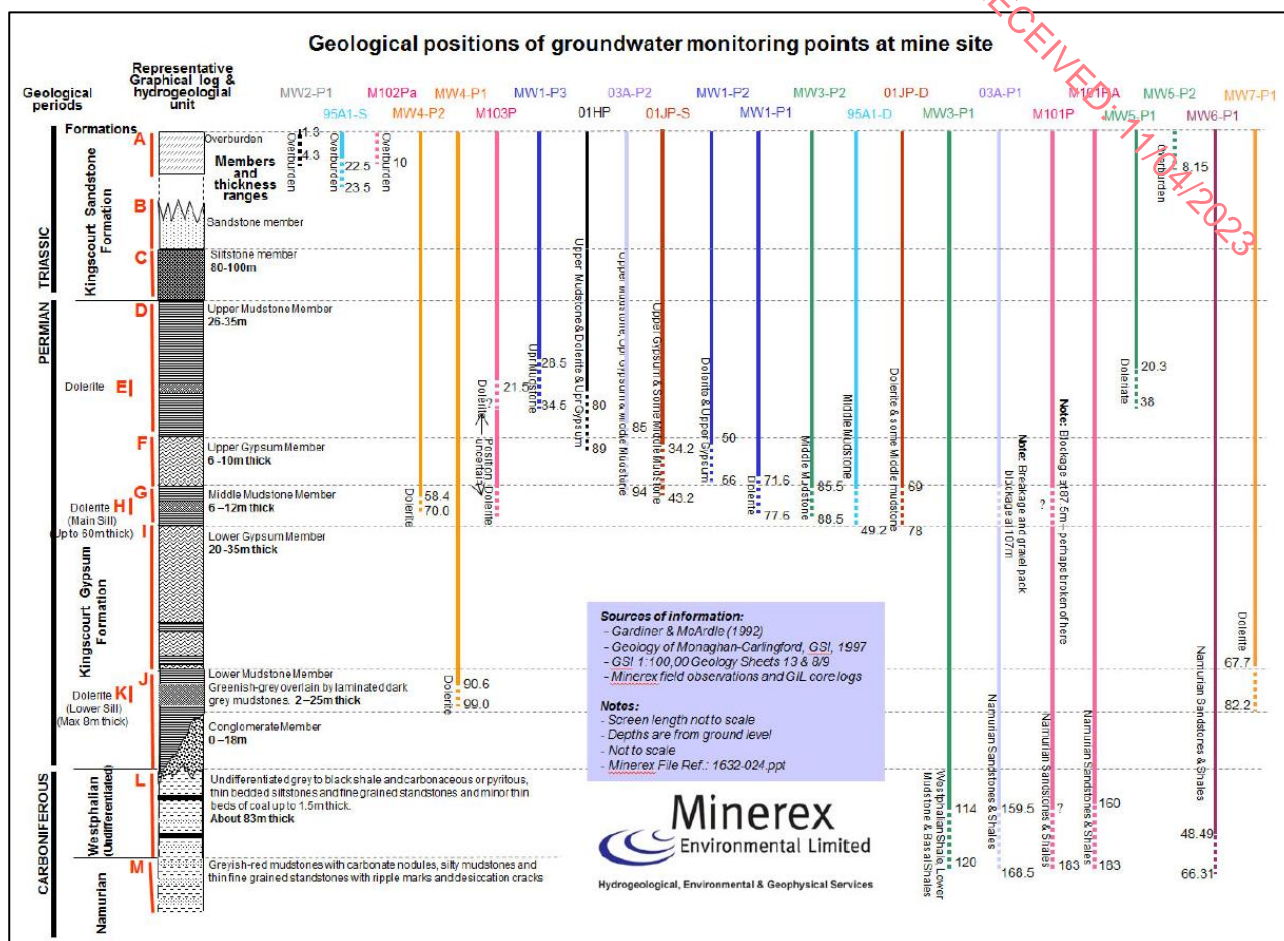 RECEIVED: 11/04/2023
Geological positions of groundwater monitoring points at mine site
Geological
periods
Representative
Graphical log &
hydrogeological
unit
MW2-P1
M102Pa
MW4-P1
MW1-P3
03A-P2
MW1-P2
MW3-P2
01JP-D
03A-P1
M101RA
MW5-P2
MW7-P1
95A1-S
MW4-P2
M103P
01HP
01JP-S
MW1-P1
95A1-D
MW3-P1
M101P
MW5-P1
MW6-P1
Formations
TRIASSIC
PERMIAN
CARBONIFEROUS
Kingscourt Sandstone
Formation
Kingscourt Gypsum
Formation
Westphalian
(Undifferentiated)
Namurian
A
Overburden
Members
and
thickness
ranges
B
Sandstone member
C
Siltstone member
80-100m
D
Upper Mudstone Member
26-35m
Dolerite E
F
Upper Gypsum Member
6 -10m thick
G
Middle Mudstone Member
6 –12m thick
Dolerite H
(Main Sill)
(Up to 60m thick)
I
Lower Gypsum Member
20 -35m thick
J
Lower Mudstone Member
Greenish-grey overlain by laminated dark
grey mudstones. 2–25m thick
Dolerite K
(Lower Sill)
(Max 8m thick)
Conglomerate Member
0 –18m
L
Undifferentiated grey to black shale and carbonaceous or pyritous,
thin bedded siltstones and fine grained standstones and minor thin
beds of coal up to 1.5m thick.
About 83m thick
M
Greyish-red mudstones with carbonate nodules, silty mudstones and
thin fine grained standstones with ripple marks and desiccation cracks
Overburden
1.3
4.3
Overburden
22.5
23.5
Overburden
10
Dolerite
58.4
70.0
Dolerite
90.6
99.0
Dolerite
21.5
?
Position
uncertain
Dolerite
Upr Mudstone
28.5
34.5
Upper Mudstone & Dolerite & Upr Gypsum
80
89
Upper Mudstone, Upr Gypsum & Middle Mudstone
85
94
Upper Gypsum & Some Middle Mudstone
34.2
43.2
Dolerite & Upper Gypsum
50
66
Dolerite
71.6
77.6
Middle Mudstone
85.5
88.5
Middle Mudstone
49.2
Dolerite & some Middle mudstone
69
78
Westphalian Shale, Lower
Mudstone & Basal Shales
114
120
Note: Breakage and gravel pack
blockage at 107m
Namurian Sandstones & Shales
159.5
168.5
Note: Blockage at 87.5m – perhaps broken of here
?
Namurian Sandstones & Shales
?
183
Namurian Sandstones & Shales
160
183
Doleriate
20.3
38
Overburden
8.15
Namurian Sandstones & Shales
48.49
66.31
Dolerite
67.7
82.2
Sources of information:
- Gardiner & McArdle (1992)
- Geology of Monaghan-Carlingford, GSI, 1997
- GSI 1:100,00 Geology Sheets 13 & 8/9
- Minerex field observations and GIL core logs
Notes:
- Screen length not to scale
- Depths are from ground level
- Not to scale
- Minerex File Ref.: 1632-024.ppt
Minerex
Environmental Limited
Hydrogeological, Environmental & Geophysical Services